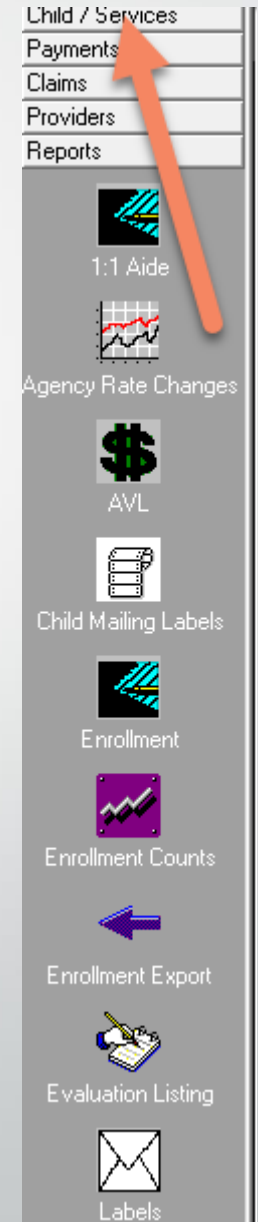 Child / Services
Payments
Claims
Providers
Reports
1:1 Aide
Agency Rate Changes
AVL
Child Mailing Labels
Enrollment
Enrollment Counts
Enrollment Export
Evaluation Listing
Labels